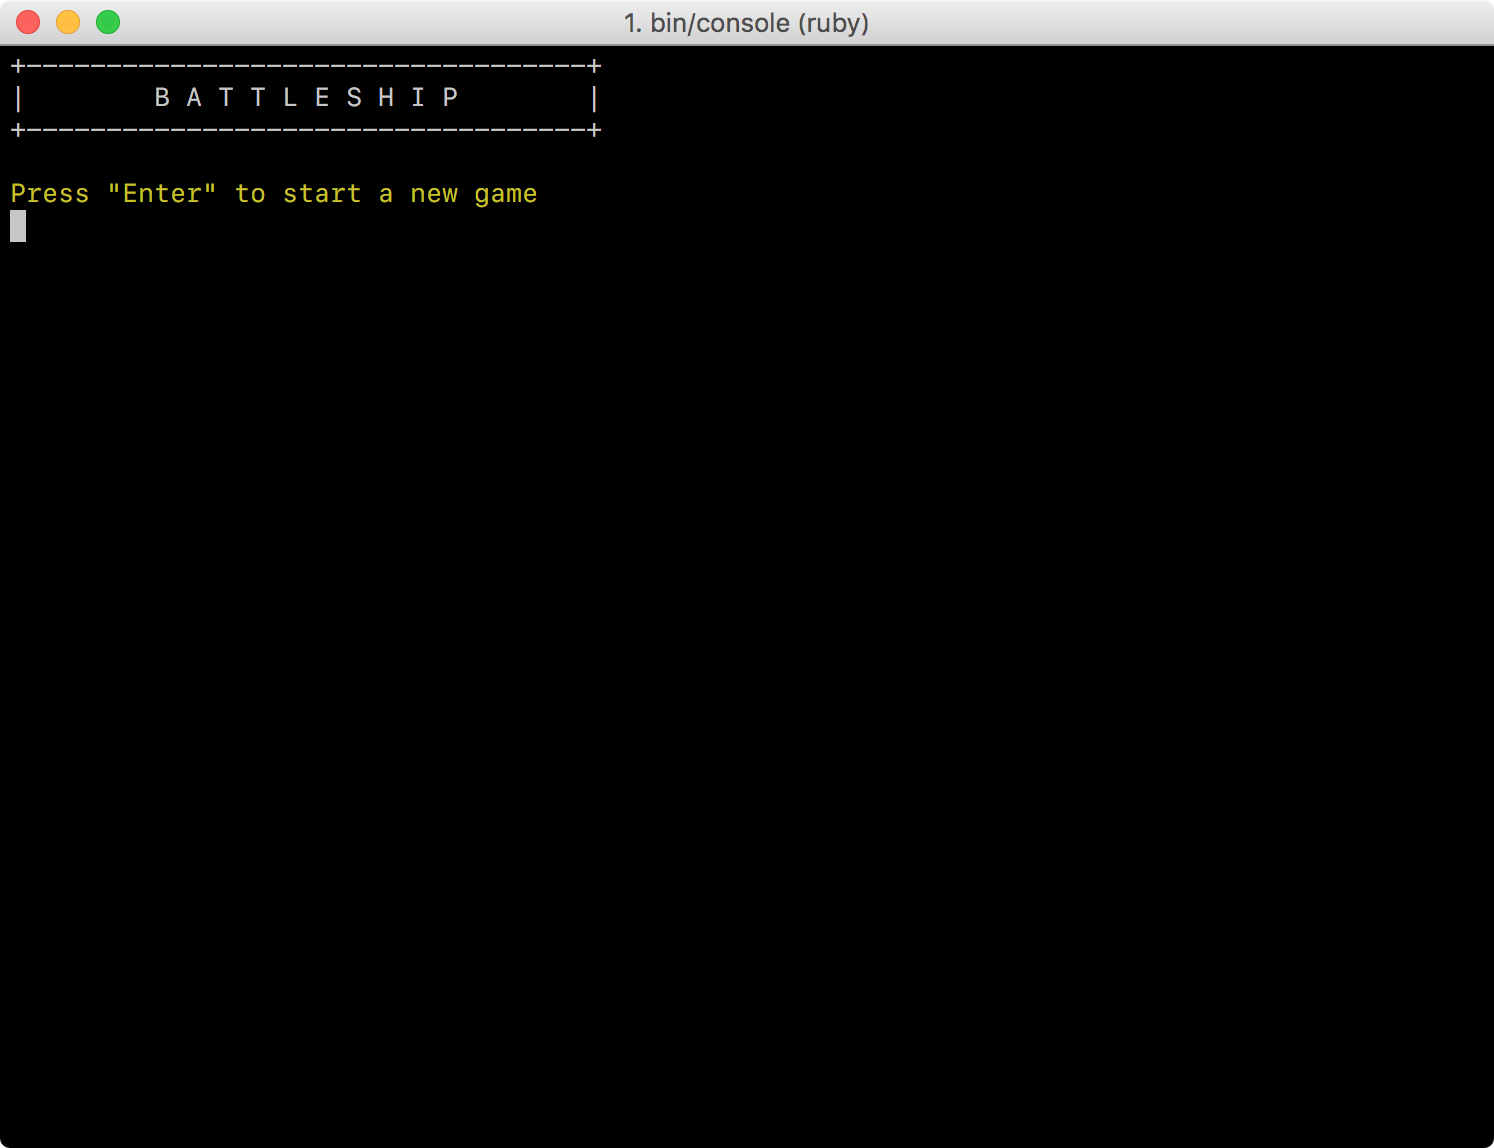 1. bin/console (ruby)
+-----------------------------------+
|        B A T T L E S H I P        |
+-----------------------------------+
Press "Enter" to start a new game